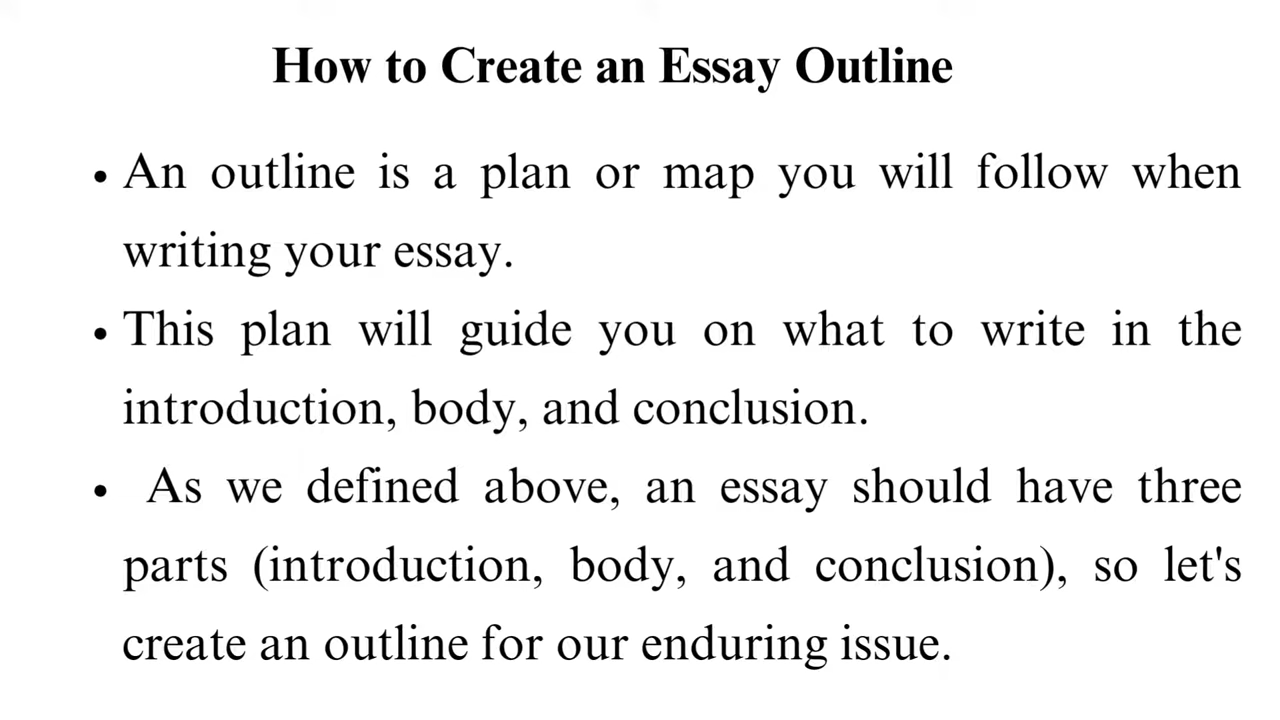 How to Create an Essay Outline
• An outline is a plan or map you will follow when
writing your essay.
• This plan will guide you on what to write in the
introduction, body, and conclusion.
• As we defined above, an essay should have three
parts (introduction, body, and conclusion), so let's
create an outline for our enduring issue.